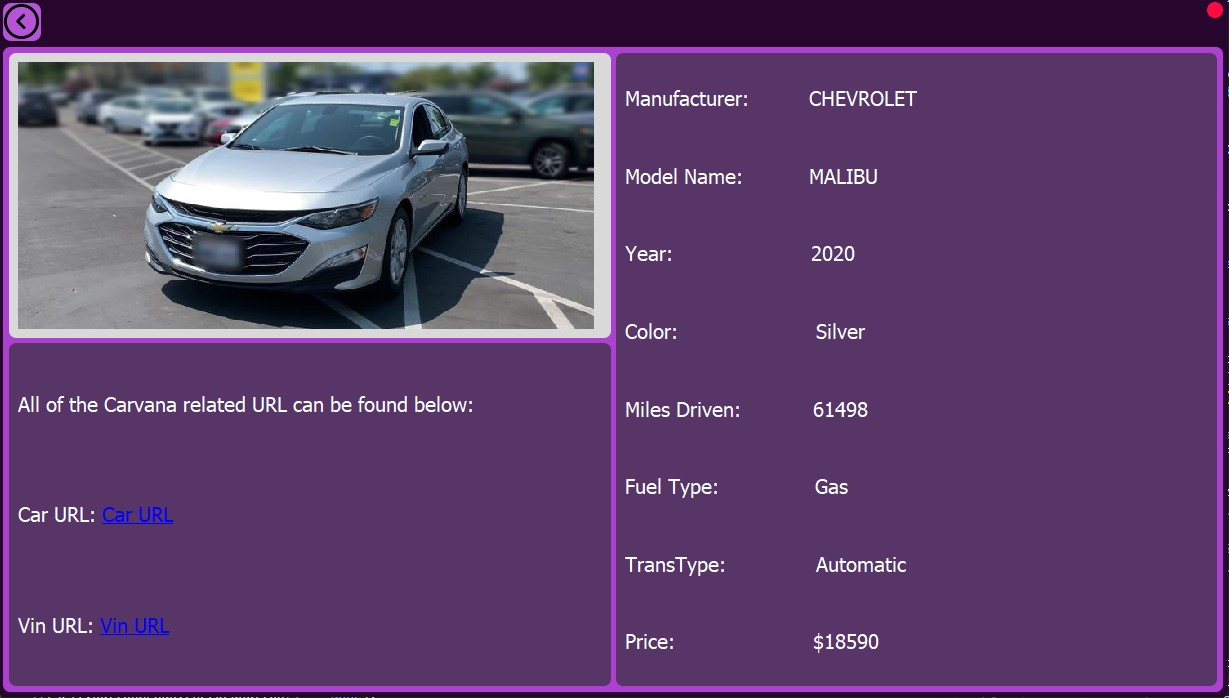 All of the Carvana related URL can be found below:
Car URL: Car URL
Vin URL: Vin URL
Manufacturer: CHEVROLET
Model Name: MALIBU
Year: 2020
Color: Silver
Miles Driven: 61498
Fuel Type: Gas
TransType: Automatic
Price: $18590